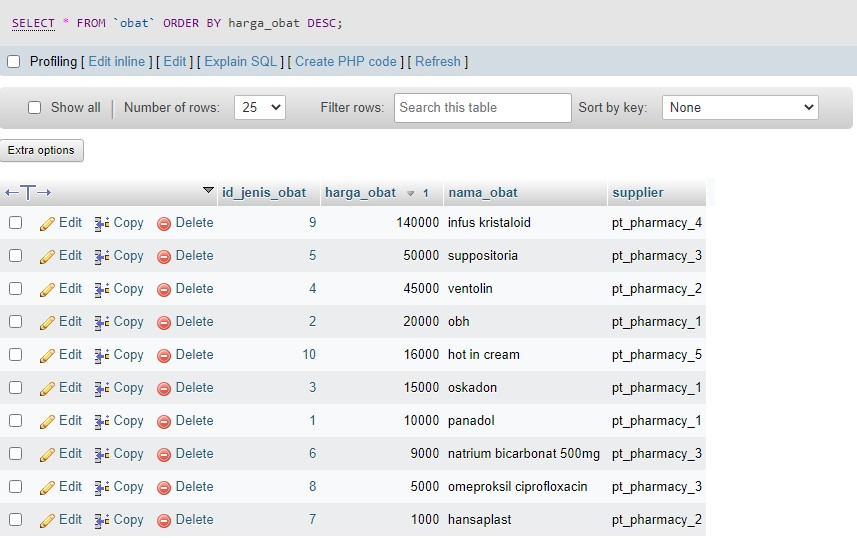 SELECT * FROM `obat` ORDER BY harga_obat DESC;
Profiling [ Edit inline ] [ Edit ] [ Explain SQL ] [ Create PHP code ] [ Refresh ]
Show all | Number of rows: 25 Filter rows: Search this table Sort by key: None
Extra options
←T→ id_jenis_obat harga_obat 1 nama_obat supplier
Edit Copy Delete 9 140000 infus kristaloid pt_pharmacy_4
Edit Copy Delete 5 50000 suppositoria pt_pharmacy_3
Edit Copy Delete 4 45000 ventolin pt_pharmacy_2
Edit Copy Delete 2 20000 obh pt_pharmacy_1
Edit Copy Delete 10 16000 hot in cream pt_pharmacy_5
Edit Copy Delete 3 15000 oskadon pt_pharmacy_1
Edit Copy Delete 1 10000 panadol pt_pharmacy_1
Edit Copy Delete 6 9000 natrium bicarbonat 500mg pt_pharmacy_3
Edit Copy Delete 8 5000 omeproksil ciprofloxacin pt_pharmacy_3
Edit Copy Delete 7 1000 hansaplast pt_pharmacy_2